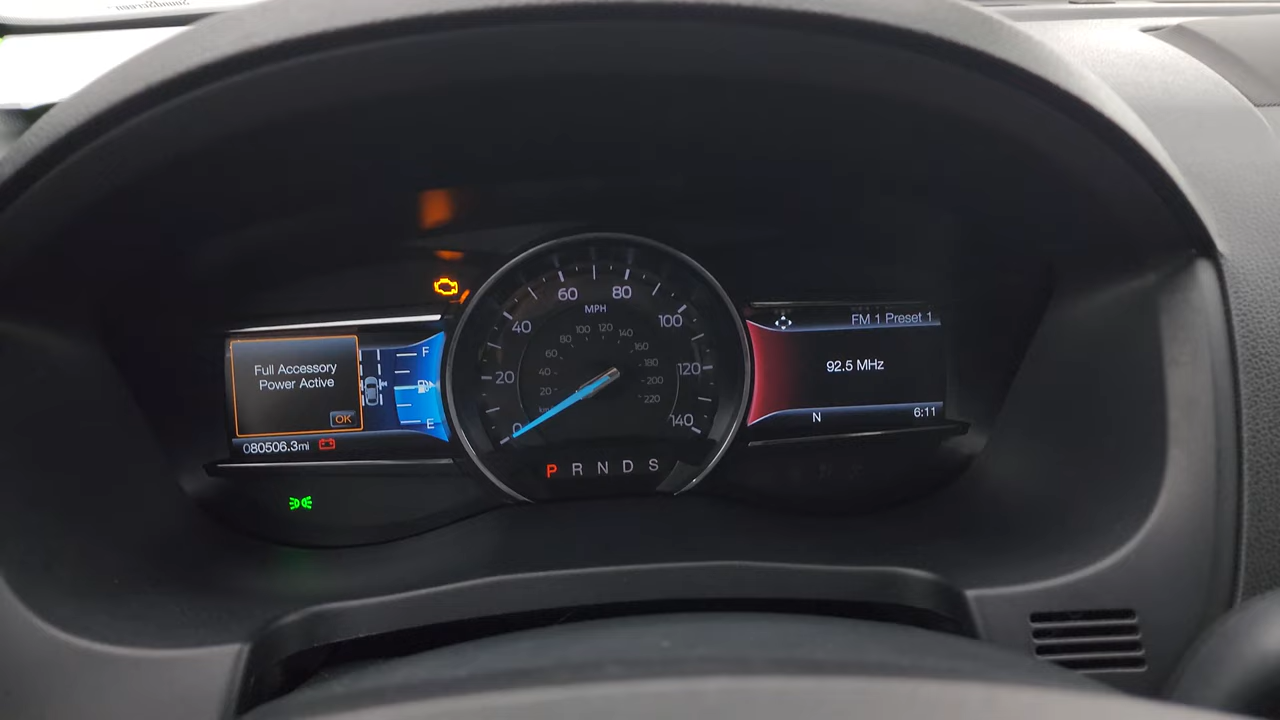 Full Accessory
Power Active
OK
080506.3mi
F
E
0
20
40
60
80
100
120
140
MPH
20
40
60
80
100
120
140
160
180
200
220
P R N D S
FM 1 Preset 1
92.5 MHz
N
6:11